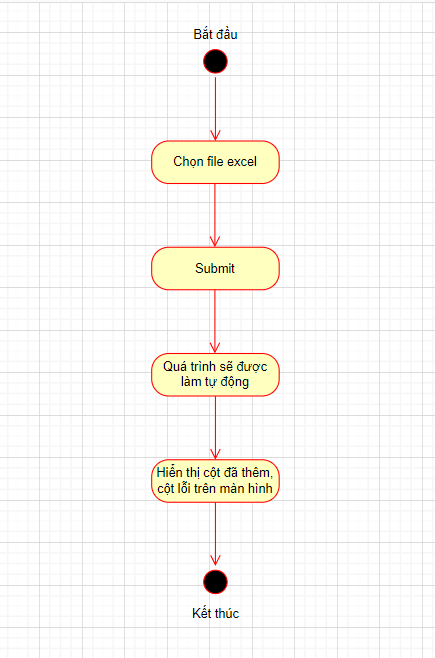 Bắt đầu
Chọn file excel
Submit
Quá trình sẽ được
làm tự động
Hiển thị cột đã thêm,
cột lỗi trên màn hình
Kết thúc